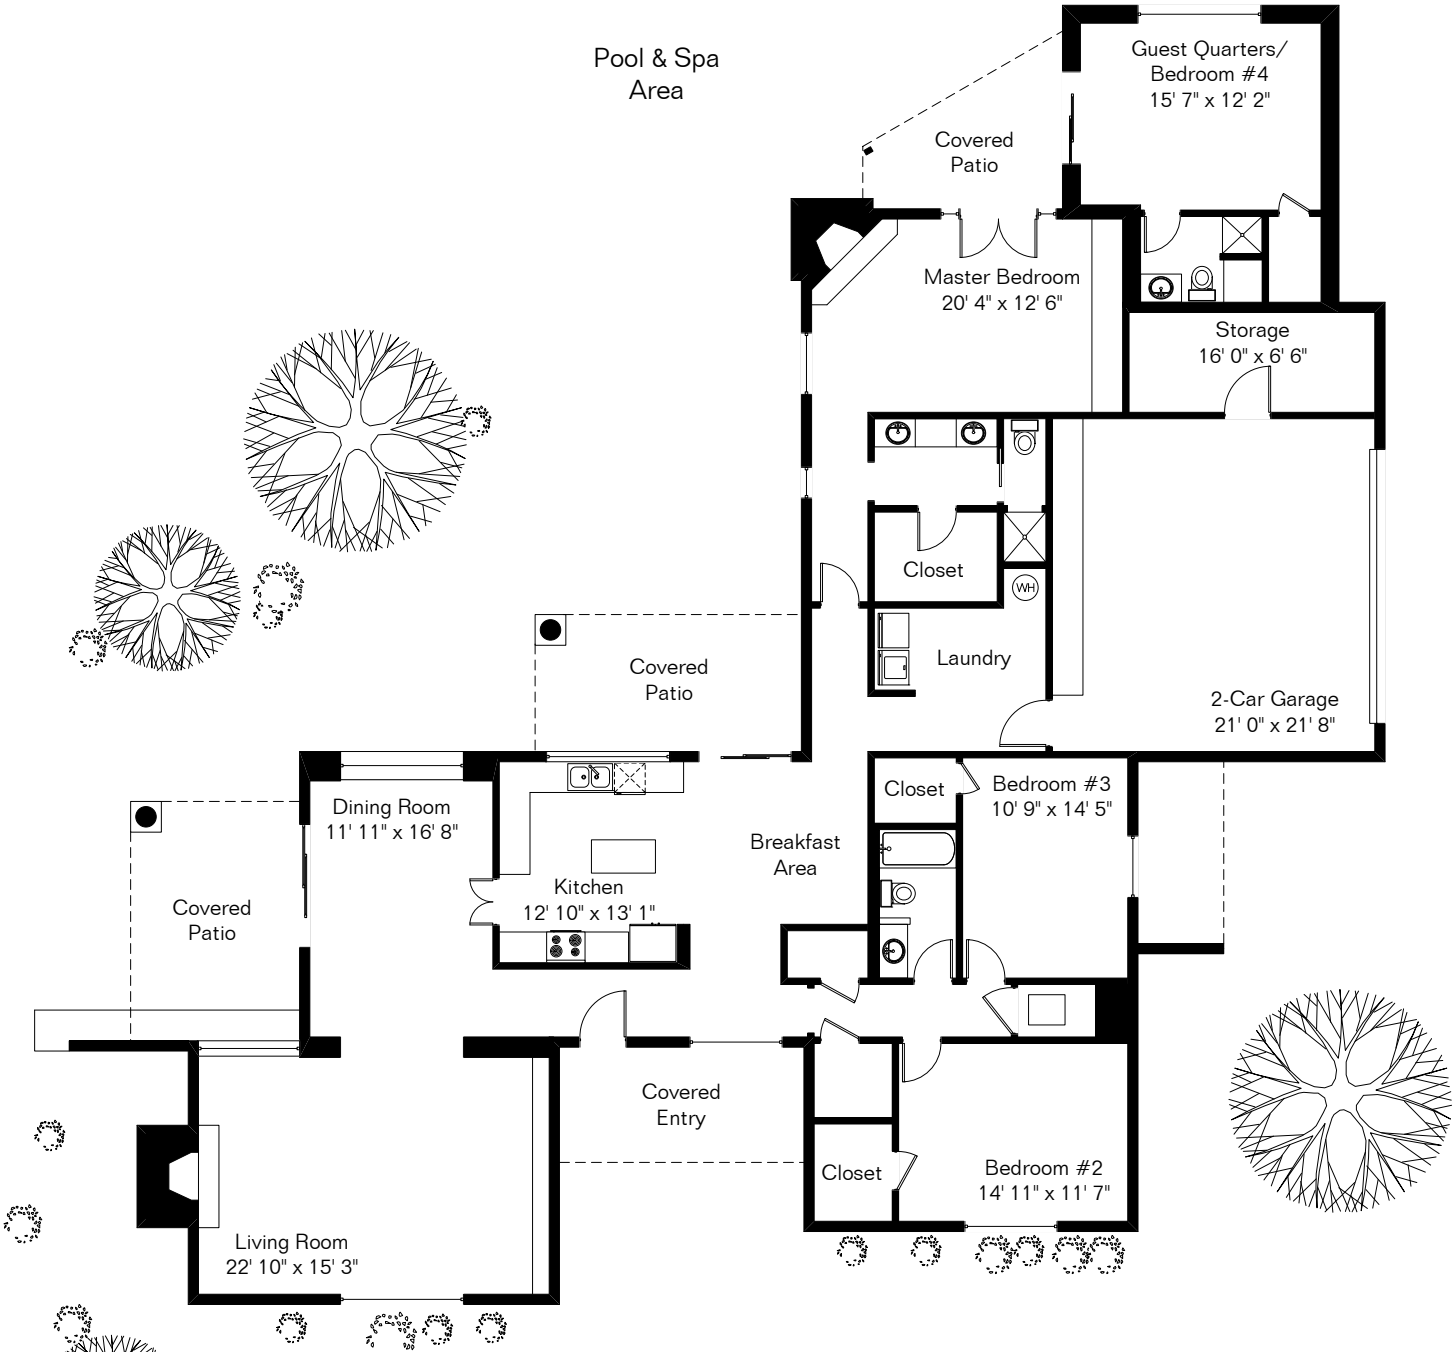 Pool & Spa
Area
Guest Quarters/
Bedroom #4
15' 7" x 12' 2"
Covered
Patio
Master Bedroom
20' 4" x 12' 6"
Storage
16' 0" x 6' 6"
Closet
WH
Laundry
Covered
Patio
2-Car Garage
21' 0" x 21' 8"
Closet
Bedroom #3
10' 9" x 14' 5"
Dining Room
11' 11" x 16' 8"
Breakfast
Area
Kitchen
12' 10" x 13' 1"
Covered
Patio
Covered
Entry
Closet
Bedroom #2
14' 11" x 11' 7"
Living Room
22' 10" x 15' 3"